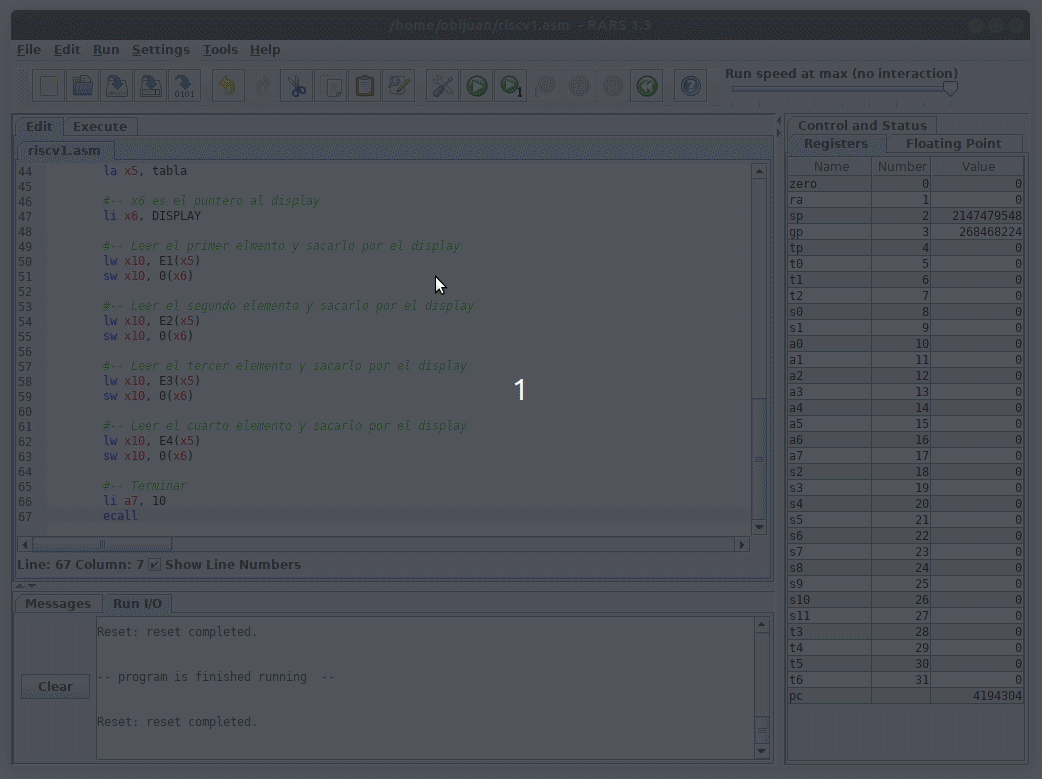 /home/obijuan/riscv1.asm - RARS 1.3
File Edit Run Settings Tools Help
0101
1
Run speed at max (no interaction)
Edit Execute
riscv1.asm
44 la x5, tabla
45
46 #-- x6 es el puntero al display
47 li x6, DISPLAY
48
49 #-- Leer el primer elmento y sacarlo por el display
50 lw x10, E1(x5)
51 sw x10, 0(x6)
52
53 #-- Leer el segundo elemento y sacarlo por el display
54 lw x10, E2(x5)
55 sw x10, 0(x6)
56
57 #-- Leer el tercer elemento y sacarlo por el display
58 lw x10, E3(x5)
59 sw x10, 0(x6)
60
61 #-- Leer el cuarto elemento y sacarlo por el display
62 lw x10, E4(x5)
63 sw x10, 0(x6)
64
65 #-- Terminar
66 li a7, 10
67 ecall
1
Line: 67 Column: 7 Show Line Numbers
Messages Run I/O
Clear
Reset: reset completed.
-- program is finished running --
Reset: reset completed.
Control and Status
Registers Floating Point
Name Number Value
zero 0 0
ra 1 0
sp 2 2147479548
gp 3 268468224
tp 4 0
t0 5 0
t1 6 0
t2 7 0
s0 8 0
s1 9 0
a0 10 0
a1 11 0
a2 12 0
a3 13 0
a4 14 0
a5 15 0
a6 16 0
a7 17 0
s2 18 0
s3 19 0
s4 20 0
s5 21 0
s6 22 0
s7 23 0
s8 24 0
s9 25 0
s10 26 0
s11 27 0
t3 28 0
t4 29 0
t5 30 0
t6 31 0
pc 4194304